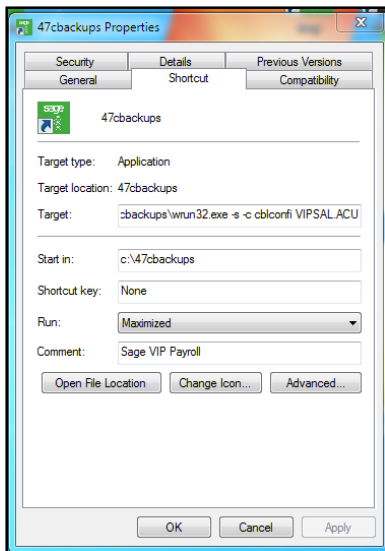 47cbackups Properties
Security Details Previous Versions
General Shortcut Compatibility
sage
47cbackups
Target type: Application
Target location: 47cbackups
Target: :backups\wrun32.exe -s -c cblconfi VIPSAL.ACU
Start in: c:\47cbackups
Shortcut key: None
Run: Maximized
Comment: Sage VIP Payroll
Open File Location Change Icon... Advanced...
OK Cancel Apply